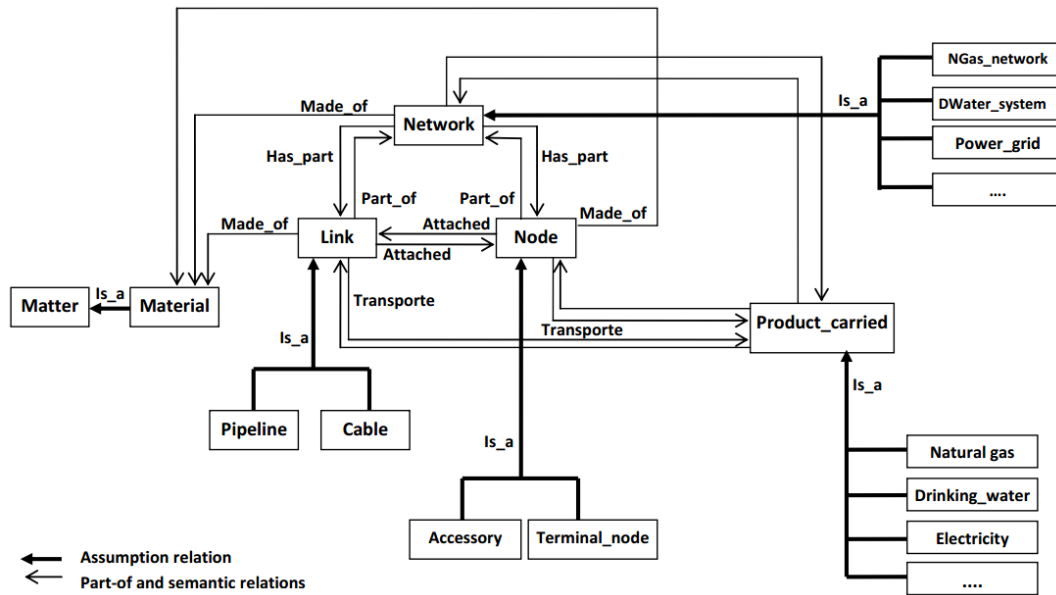 NGas_network
Is_a
DWater_system
Made_of
Network
Power_grid
Has_part
Has_part
....
Part_of
Part_of
Made_of
Made_of
Attached
Link
Node
Attached
Is_a
Matter
Material
Transporte
Product_carried
Transporte
Is_a
Is_a
Pipeline
Cable
Is_a
Natural gas
Drinking_water
Accessory
Terminal_node
Electricity
Assumption relation
....
Part-of and semantic relations